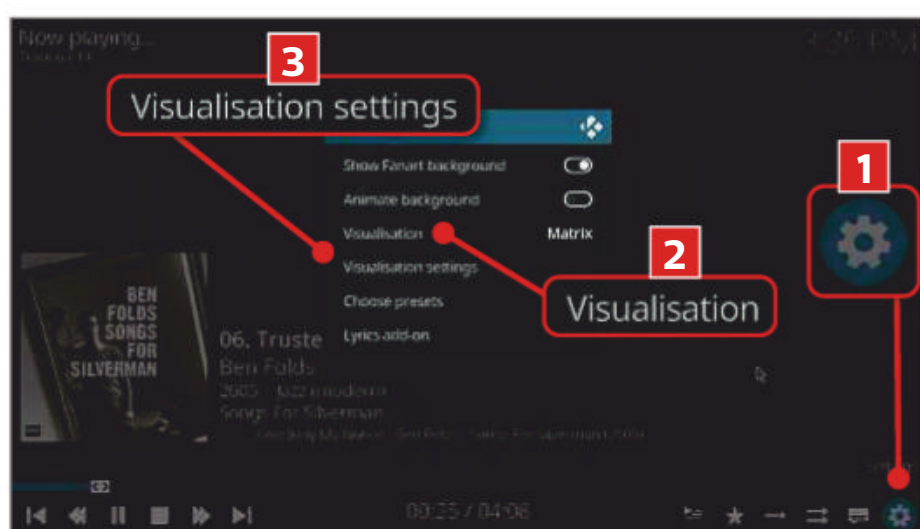 Now playing...
3
Visualisation settings
1
Show Fanart background
Animate background
Visualisation Matrix
2
Visualisation settings
Visualisation
Choose presets
Lyrics add-on
BEN
FOLDS
SONGS
FOR
SILVERMAN
06. Truste
Ben Folds
Songs For Silverman
00:25 / 04:08